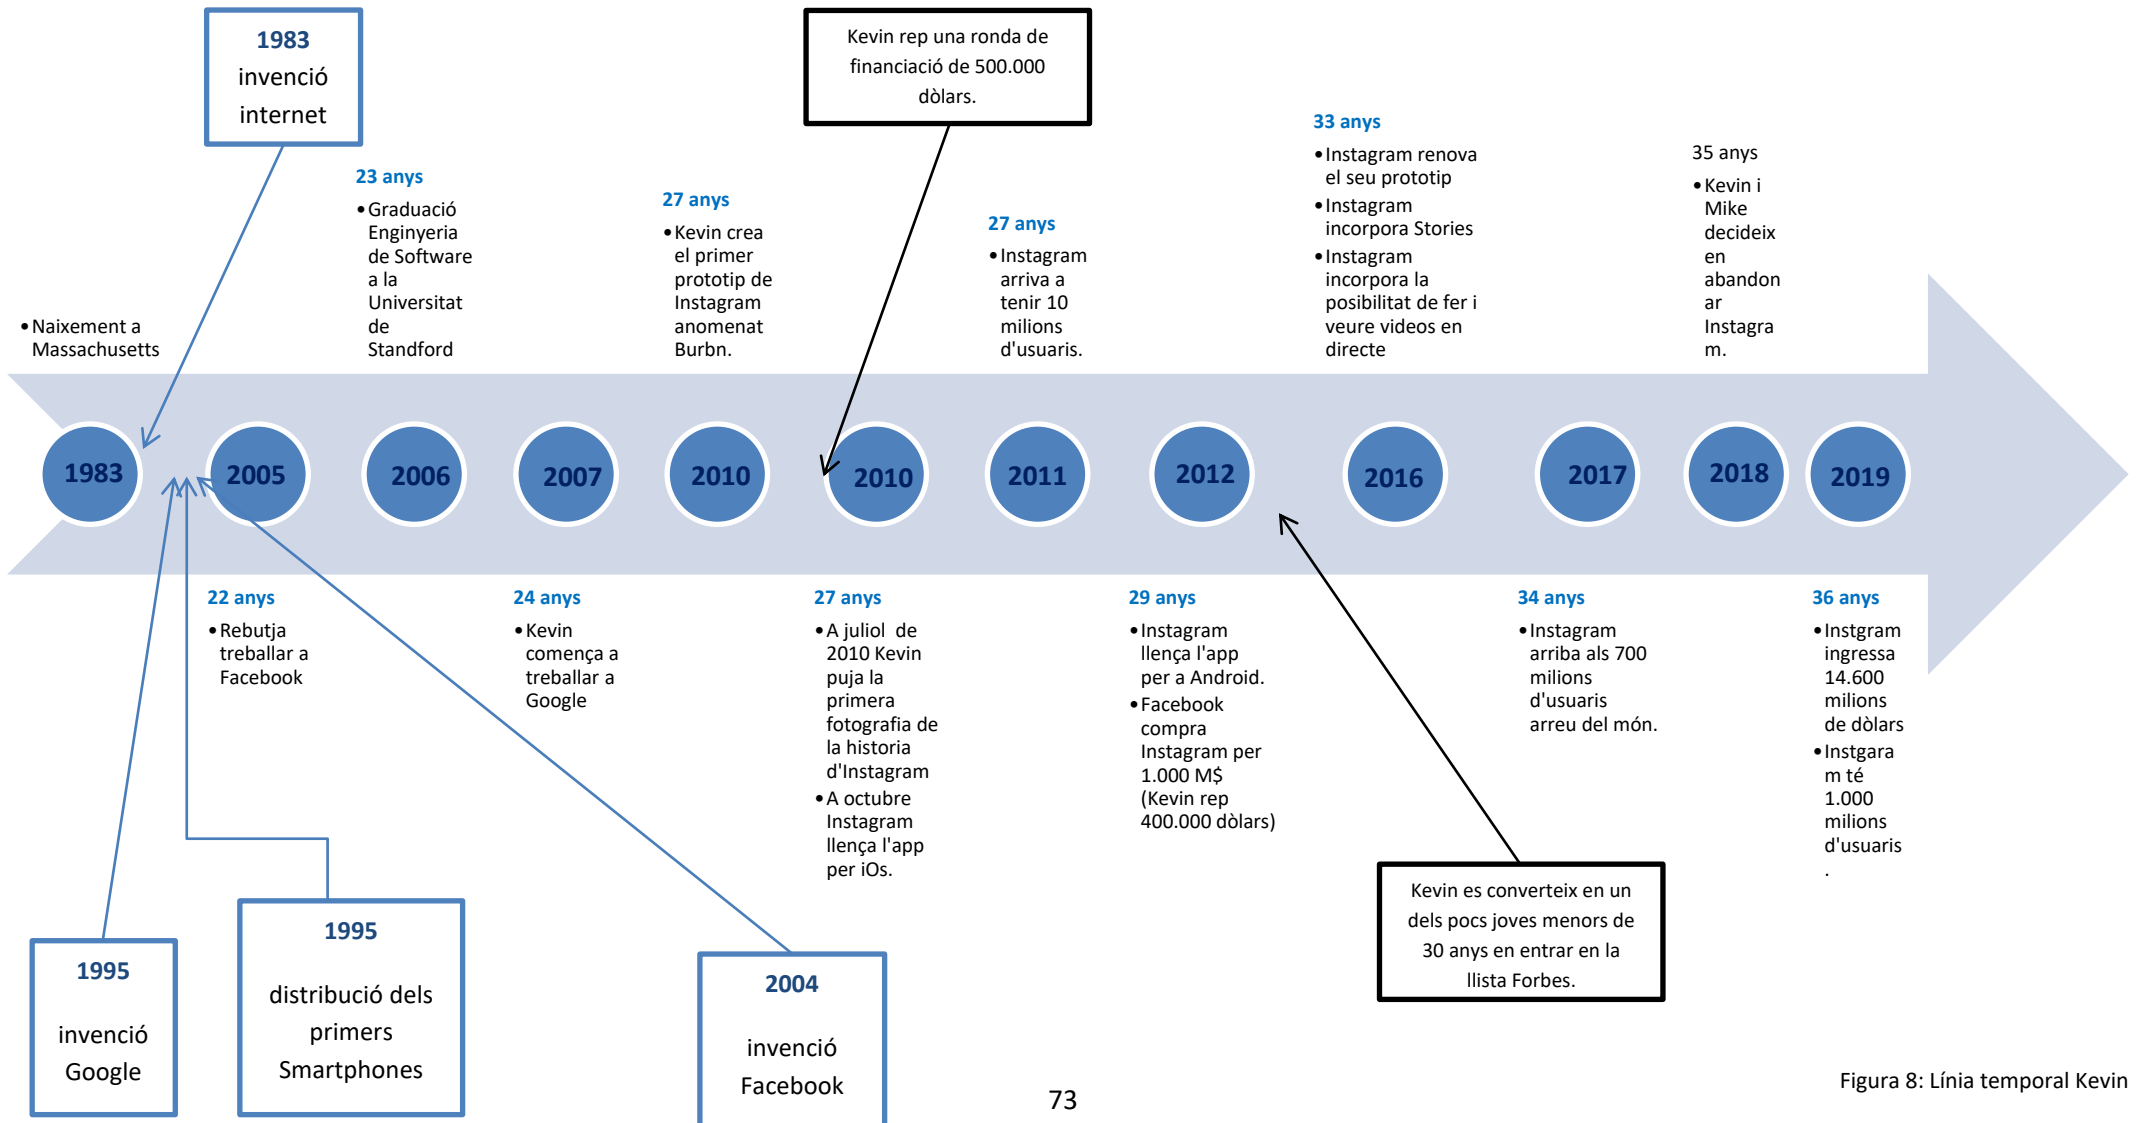 1983
invenció
internet
Kevin rep una ronda de
financiació de 500.000
dòlars.
•Naixement a
Massachusetts
23 anys
•Graduació
Enginyeria
de Software
a la
Universitat
de
Standford
27 anys
•Kevin crea
el primer
prototip de
Instagram
anomenat
Burbn.
27 anys
•Instagram
arriva a
tenir 10
milions
d'usuaris.
33 anys
•Instagram renova
el seu prototip
•Instagram
incorpora Stories
•Instagram
incorpora la
posibilitat de fer i
veure videos en
directe
35 anys
•Kevin i
Mike
decideix
en
abandon
ar
Instagra
m.
1983
2005
2006
2007
2010
2010
2011
2012
2016
2017
2018
2019
22 anys
•Rebutja
treballar a
Facebook
24 anys
•Kevin
comença a
treballar a
Google
27 anys
•A juliol  de
2010 Kevin
puja la
primera
fotografia de
la historia
d'Instagram
•A octubre
Instagram
llença l'app
per iOs.
29 anys
•Instagram
llença l'app
per a Android.
•Facebook
compra
Instagram per
1.000 M$
(Kevin rep
400.000 dòlars)
34 anys
•Instagram
arriba als 700
milions
d'usuaris
arreu del món.
36 anys
•Instgram
ingressa
14.600
milions
de dòlars
•Instgara
m té
1.000
milions
d'usuaris
.
1995
invenció
Google
1995
distribució dels
primers
Smartphones
2004
invenció
Facebook
Kevin es converteix en un
dels pocs joves menors de
30 anys en entrar en la
llista Forbes.
73
Figura 8: Línia temporal Kevin